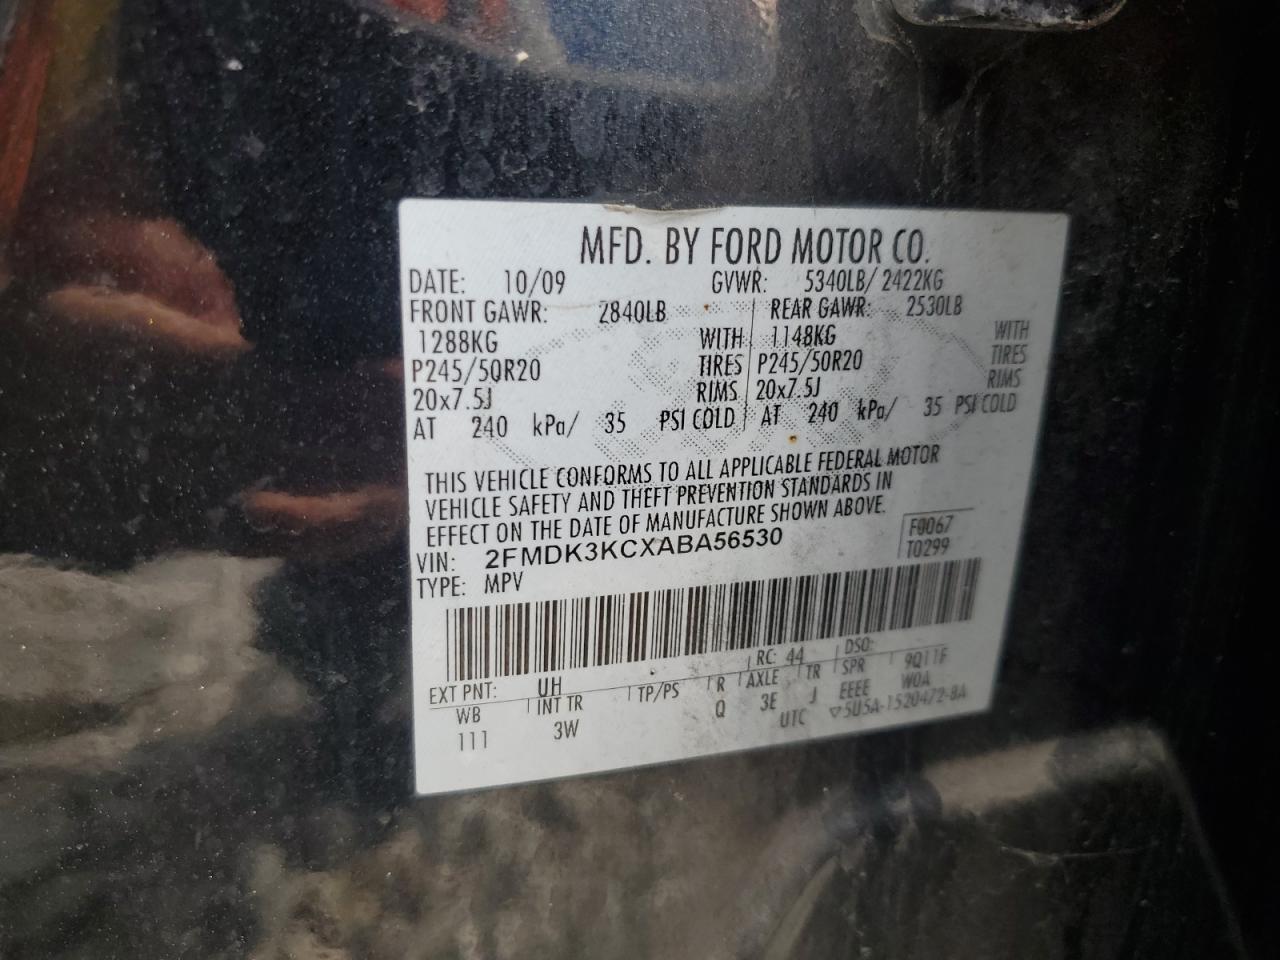 MFD. BY FORD MOTOR CO.
DATE: 10/09 GVWR: 5340LB/ 2422KG
FRONT GAWR: 2840LB REAR GAWR: 2530LB
1288KG WITH 1148KG WITH
P245/50R20 TIRES P245/50R20 TIRES
20x7.5J RIMS 20x7.5J RIMS
AT 240 kPa/ 35 PSI COLD AT 240 kPa/ 35 PSI COLD
THIS VEHICLE CONFORMS TO ALL APPLICABLE FEDERAL MOTOR
VEHICLE SAFETY AND THEFT PREVENTION STANDARDS IN
EFFECT ON THE DATE OF MANUFACTURE SHOWN ABOVE.
VIN: 2FMDK3KCXABA56530 F0067
TYPE: MPV T0299
EXT PNT: UH RC: 44 DSO:
WB INT TR TP/PS R AXLE TR SPR 9Q11F
111 3W Q 3E J EEEE WOA
UTC ▽5U5A-1520472-BA